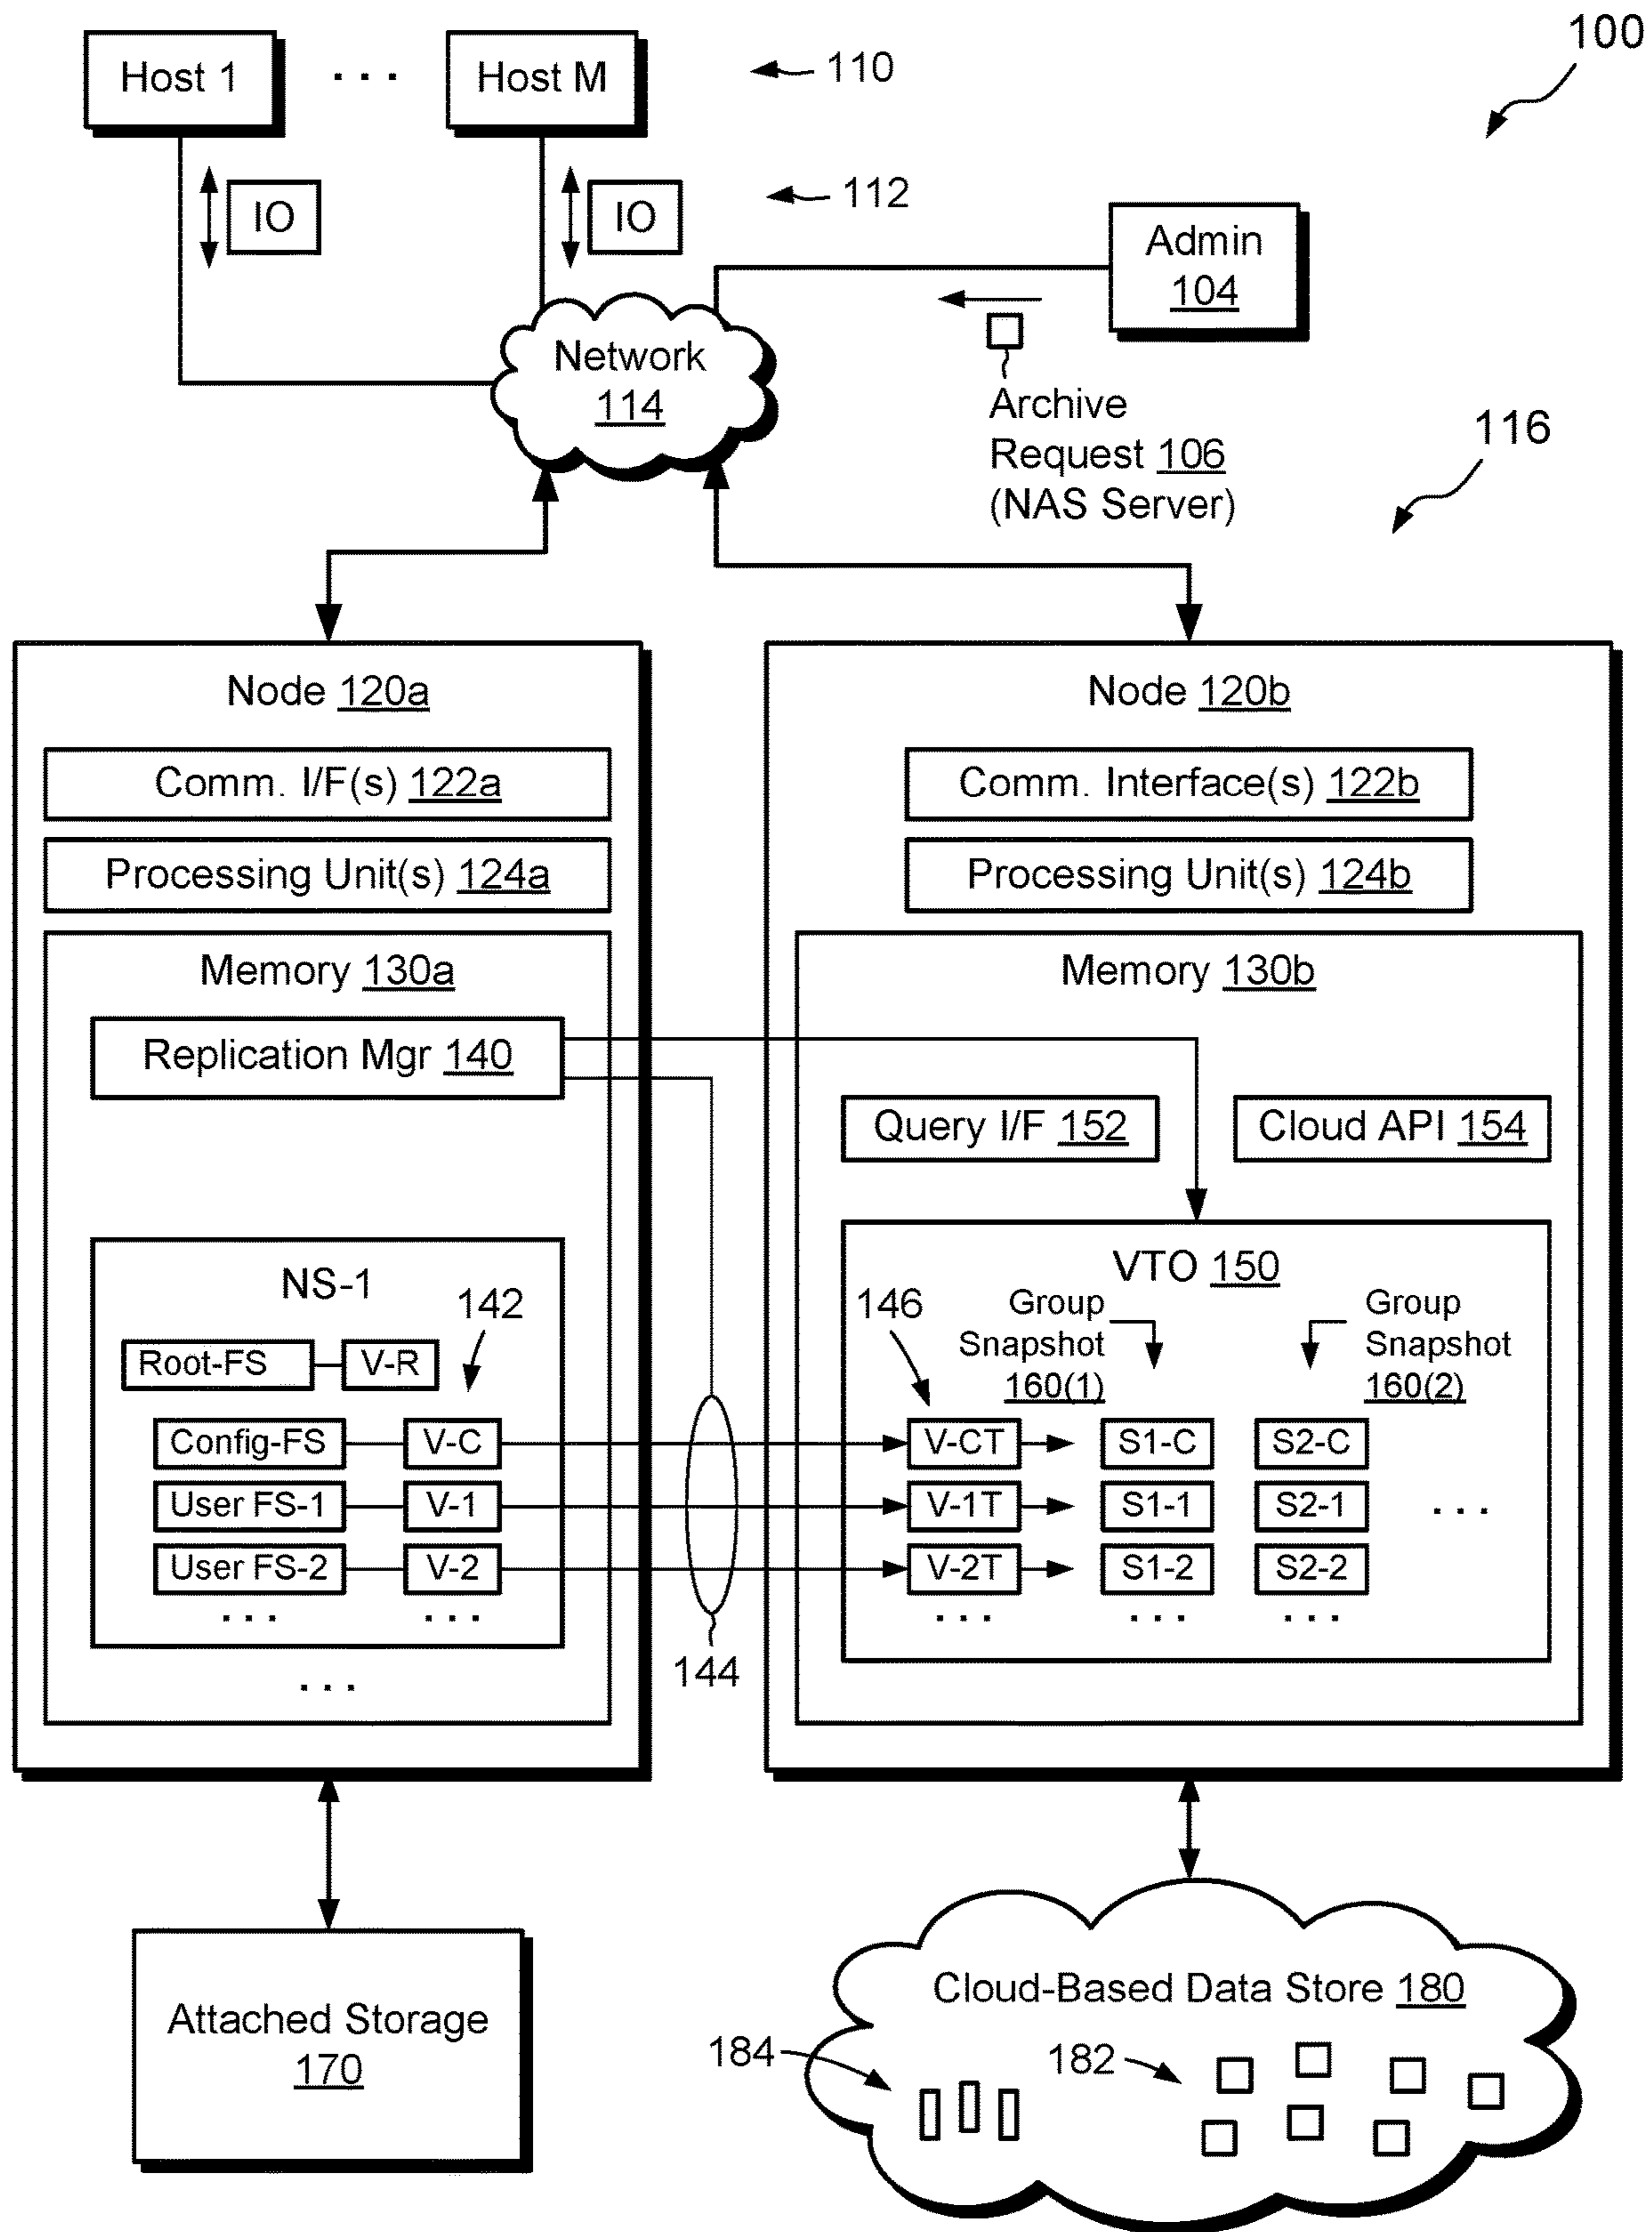 100
Host 1
. . .
Host M
110
IO
IO
112
Admin
104
Network
114
Archive
Request 106
(NAS Server)
116
Node 120a
Comm. I/F(s) 122a
Processing Unit(s) 124a
Memory 130a
Replication Mgr 140
NS-1
142
Root-FS
V-R
Config-FS
V-C
User FS-1
V-1
User FS-2
V-2
. . .
. . .
. . .
144
Node 120b
Comm. Interface(s) 122b
Processing Unit(s) 124b
Memory 130b
Query I/F 152
Cloud API 154
VTO 150
146
Group
Snapshot
160(1)
Group
Snapshot
160(2)
V-CT
S1-C
S2-C
V-1T
S1-1
S2-1
. . .
V-2T
S1-2
S2-2
. . .
. . .
. . .
Attached Storage
170
Cloud-Based Data Store 180
184
182